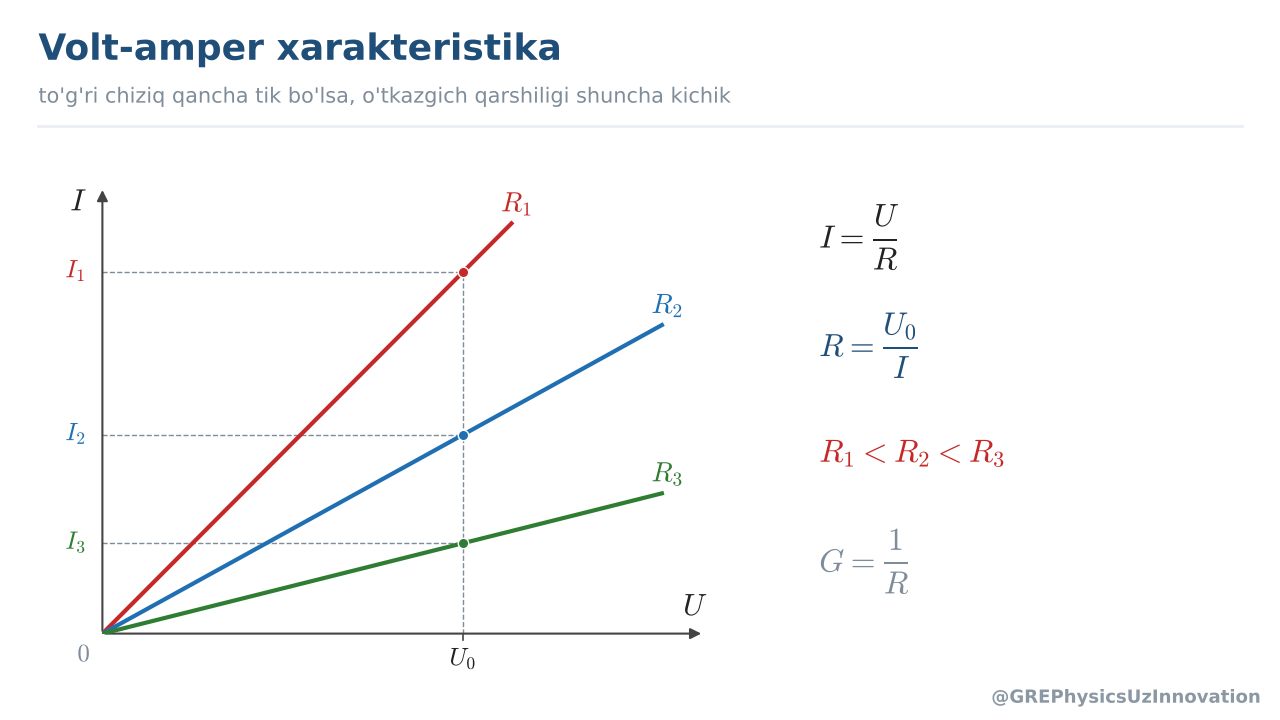 Volt-amper xarakteristika
to'g'ri chiziq qancha tik bo'lsa, o'tkazgich qarshiligi shuncha kichik
I
R₁
I₁
R₂
I₂
R₃
I₃
U
0
U₀
I = U/R
R = U₀/I
R₁ < R₂ < R₃
G = 1/R
@GREPhysicsUzInnovation